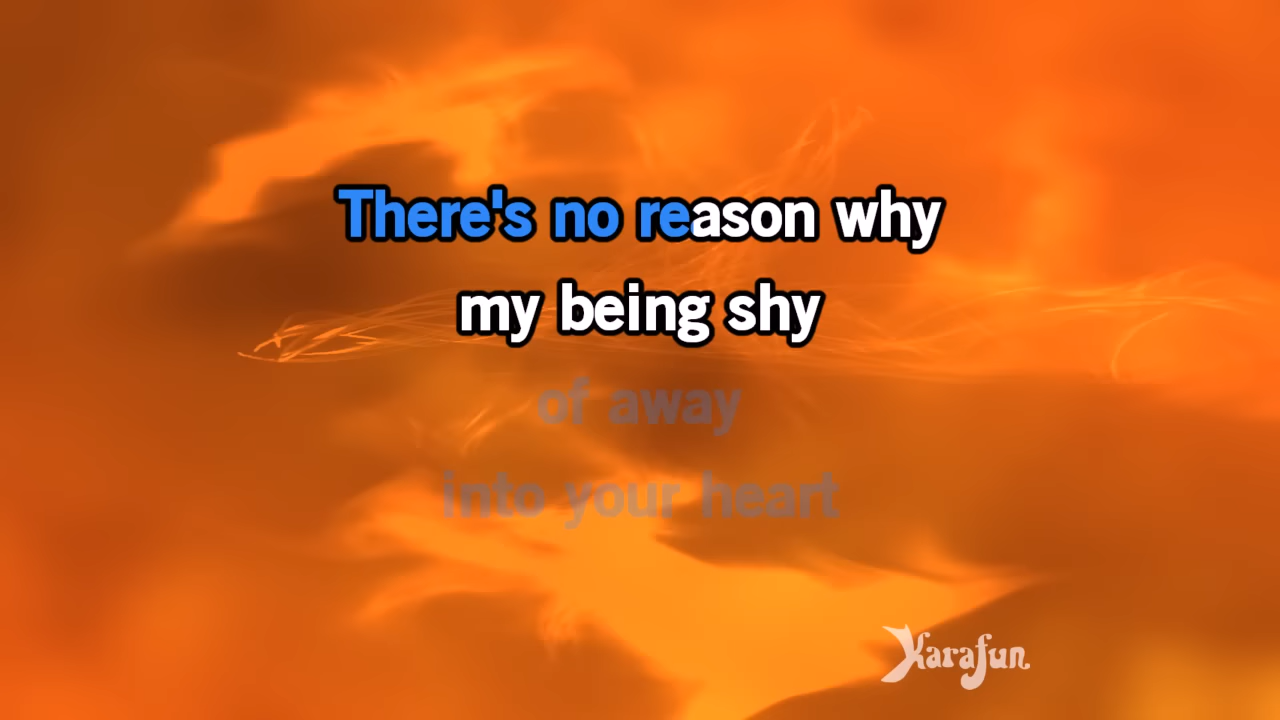 There's no reason why
my being shy
of away
into your heart
Karafun